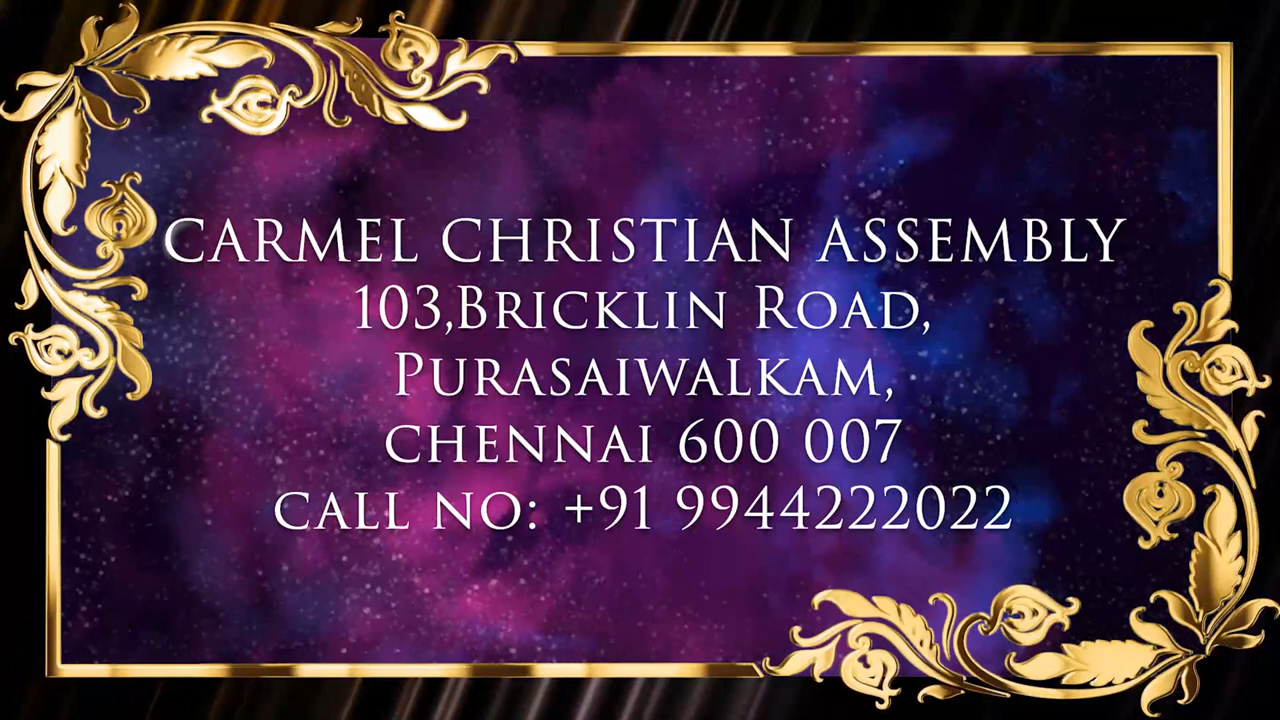 CARMEL CHRISTIAN ASSEMBLY
103,Bricklin Road,
Purasaiwalkam,
chennai 600 007
call no: +91 9944222022